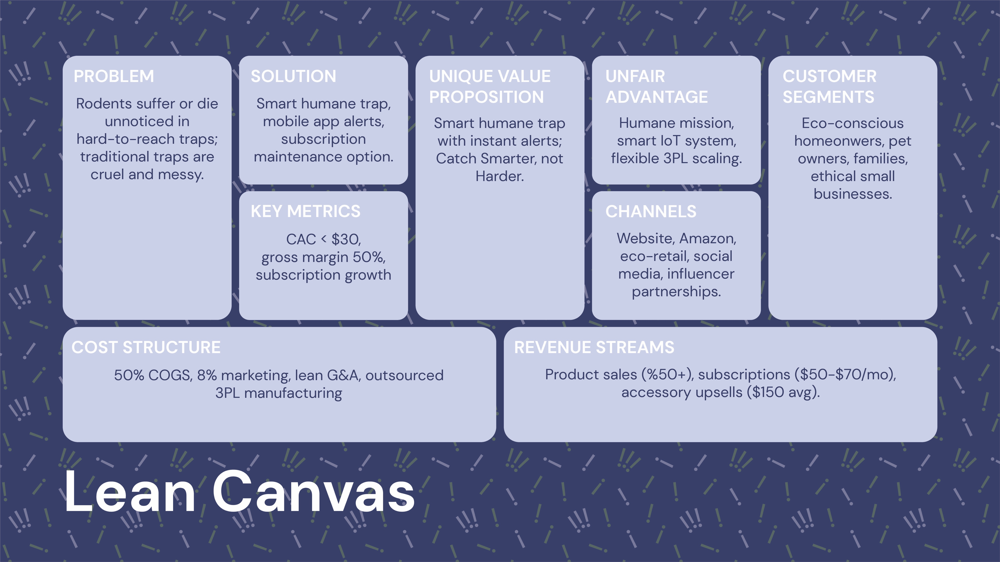 PROBLEM
Rodents suffer or die
unnoticed in
hard-to-reach traps;
traditional traps are
cruel and messy.
SOLUTION
Smart humane trap,
mobile app alerts,
subscription
maintenance option.
KEY METRICS
CAC < $30,
gross margin 50%,
subscription growth
UNIQUE VALUE
PROPOSITION
Smart humane trap
with instant alerts;
Catch Smarter, not
Harder.
UNFAIR
ADVANTAGE
Humane mission,
smart IoT system,
flexible 3PL scaling.
CHANNELS
Website, Amazon,
eco-retail, social
media, influencer
partnerships.
CUSTOMER
SEGMENTS
Eco-conscious
homeonwers, pet
owners, families,
ethical small
businesses.
COST STRUCTURE
50% COGS, 8% marketing, lean G&A, outsourced
3PL manufacturing
REVENUE STREAMS
Product sales (%50+), subscriptions ($50-$70/mo),
accessory upsells ($150 avg).
Lean Canvas